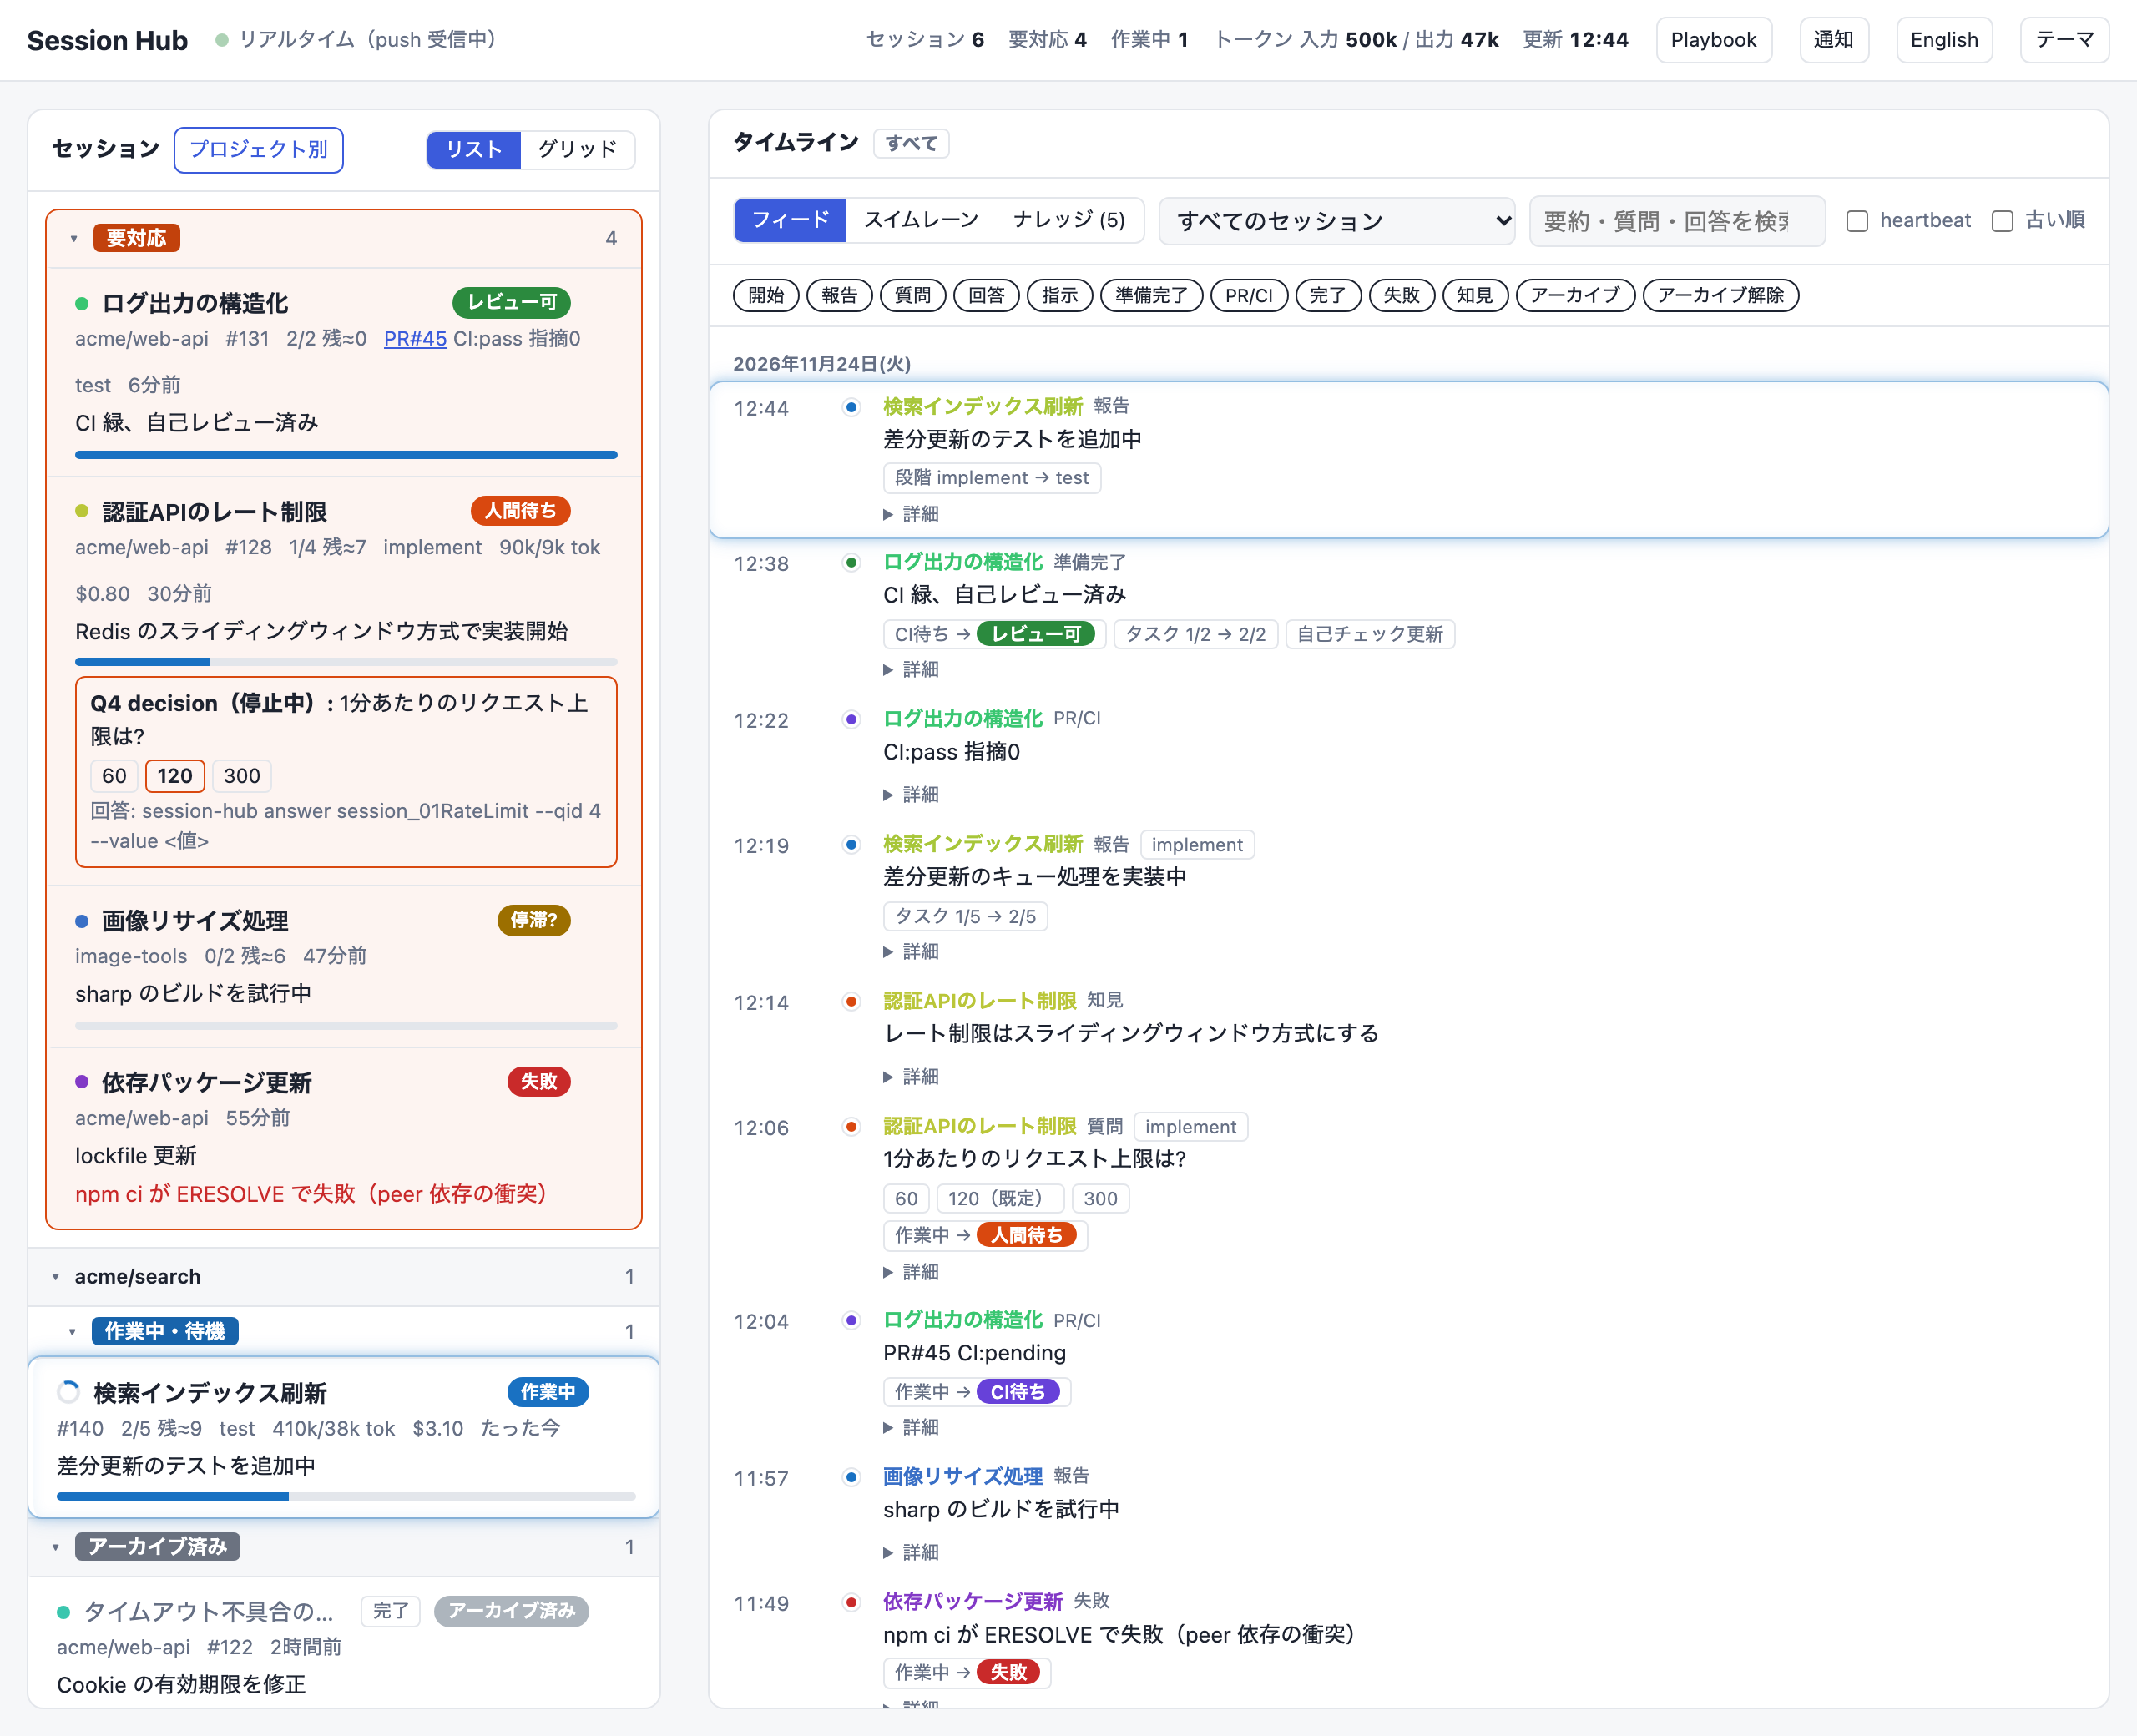 Session Hub
リアルタイム（push 受信中）
セッション 6 要対応 4 作業中 1 トークン 入力 500k / 出力 47k 更新 12:44
Playbook
通知
English
テーマ
セッション
プロジェクト別
リスト
グリッド
要対応
4
ログ出力の構造化
レビュー可
acme/web-api #131 2/2 残≈0 PR#45 CI:pass 指摘0
test 6分前
CI 緑、自己レビュー済み
認証APIのレート制限
人間待ち
acme/web-api #128 1/4 残≈7 implement 90k/9k tok
$0.80 30分前
Redis のスライディングウィンドウ方式で実装開始
Q4 decision（停止中）: 1分あたりのリクエスト上
限は?
60 120 300
回答: session-hub answer session_01RateLimit --qid 4
--value <値>
画像リサイズ処理
停滞?
image-tools 0/2 残≈6 47分前
sharp のビルドを試行中
依存パッケージ更新
失敗
acme/web-api 55分前
lockfile 更新
npm ci が ERESOLVE で失敗（peer 依存の衝突）
acme/search
1
作業中・待機
1
検索インデックス刷新
作業中
#140 2/5 残≈9 test 410k/38k tok $3.10 たった今
差分更新のテストを追加中
アーカイブ済み
1
タイムアウト不具合の…
完了
アーカイブ済み
acme/web-api #122 2時間前
Cookie の有効期限を修正
タイムライン
すべて
フィード
スイムレーン
ナレッジ (5)
すべてのセッション
要約・質問・回答を検索
heartbeat
古い順
開始 報告 質問 回答 指示 準備完了 PR/CI 完了 失敗 知見 アーカイブ アーカイブ解除
2026年11月24日(火)
12:44
検索インデックス刷新 報告
差分更新のテストを追加中
段階 implement → test
▶ 詳細
12:38
ログ出力の構造化 準備完了
CI 緑、自己レビュー済み
CI待ち → レビュー可 タスク 1/2 → 2/2 自己チェック更新
▶ 詳細
12:22
ログ出力の構造化 PR/CI
CI:pass 指摘0
▶ 詳細
12:19
検索インデックス刷新 報告 implement
差分更新のキュー処理を実装中
タスク 1/5 → 2/5
▶ 詳細
12:14
認証APIのレート制限 知見
レート制限はスライディングウィンドウ方式にする
▶ 詳細
12:06
認証APIのレート制限 質問 implement
1分あたりのリクエスト上限は?
60 120（既定） 300
作業中 → 人間待ち
▶ 詳細
12:04
ログ出力の構造化 PR/CI
PR#45 CI:pending
作業中 → CI待ち
▶ 詳細
11:57
画像リサイズ処理 報告
sharp のビルドを試行中
▶ 詳細
11:49
依存パッケージ更新 失敗
npm ci が ERESOLVE で失敗（peer 依存の衝突）
作業中 → 失敗
▶ 詳細